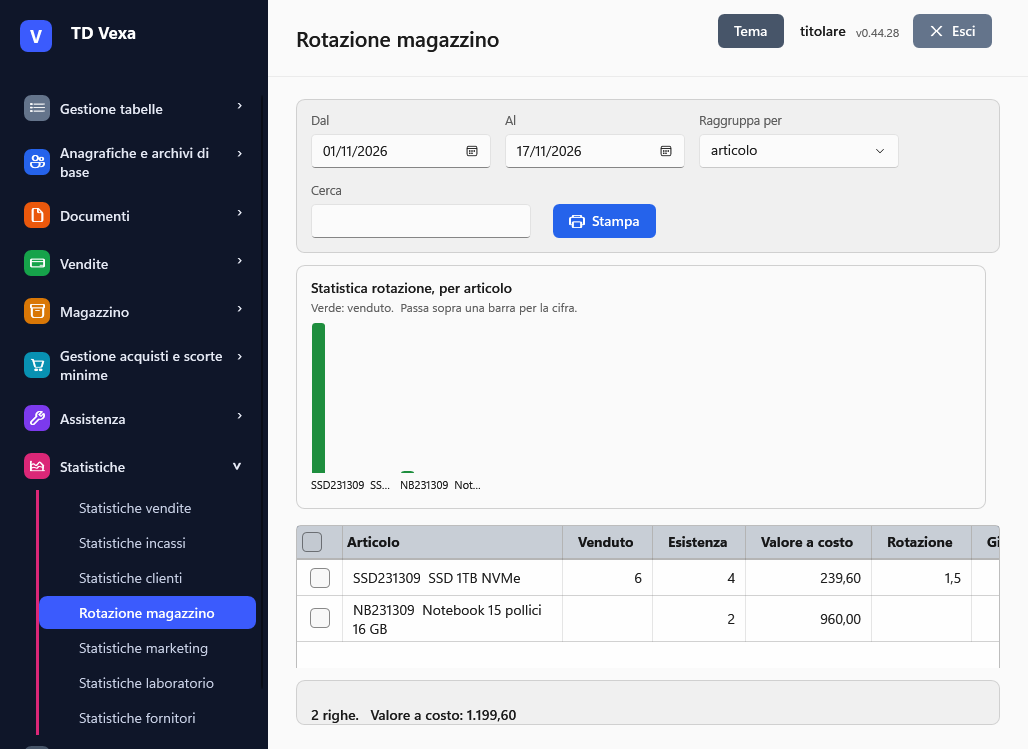 V
TD Vexa
Gestione tabelle
Anagrafiche e archivi di
base
Documenti
Vendite
Magazzino
Gestione acquisti e scorte
minime
Assistenza
Statistiche
Statistiche vendite
Statistiche incassi
Statistiche clienti
Rotazione magazzino
Statistiche marketing
Statistiche laboratorio
Statistiche fornitori
Rotazione magazzino
Tema
titolare v0.44.28
Esci
Dal
Al
Raggruppa per
01/11/2026
17/11/2026
articolo
Cerca
Stampa
Statistica rotazione, per articolo
Verde: venduto. Passa sopra una barra per la cifra.
SSD231309 SS... NB231309 Not...
Articolo Venduto Esistenza Valore a costo Rotazione Gi
SSD231309 SSD 1TB NVMe 6 4 239,60 1,5
NB231309 Notebook 15 pollici
16 GB 2 960,00
2 righe. Valore a costo: 1.199,60